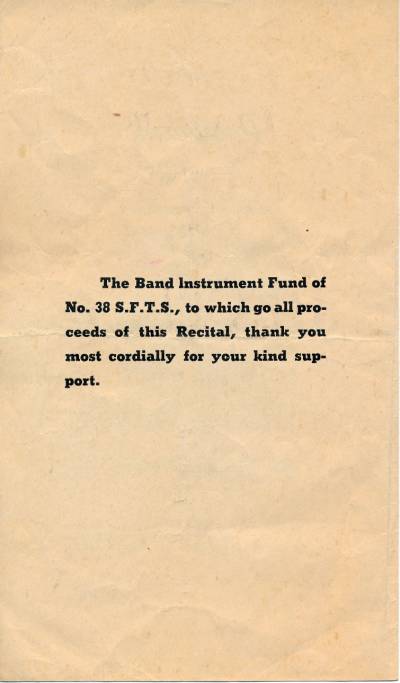 The Band Instrument Fund of
No. 38 S.F.T.S., to which go all pro-
ceeds of this Recital, thank you
most cordially for your kind sup-
port.